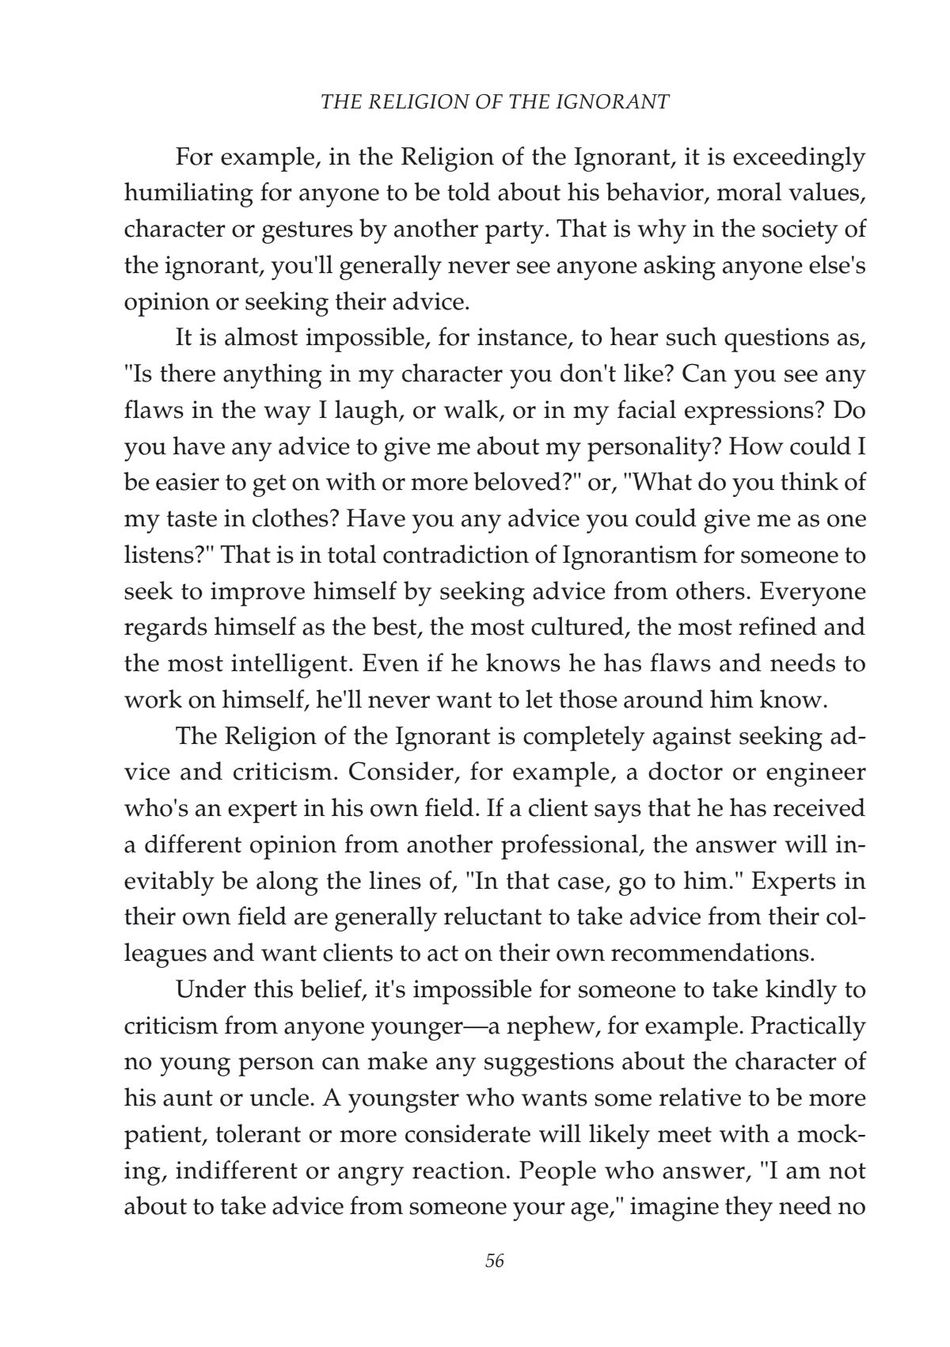 THE RELIGION OF THE IGNORANT
For example, in the Religion of the Ignorant, it is exceedingly
humiliating for anyone to be told about his behavior, moral values,
character or gestures by another party. That is why in the society of
the ignorant, you'll generally never see anyone asking anyone else's
opinion or seeking their advice.
It is almost impossible, for instance, to hear such questions as,
"Is there anything in my character you don't like? Can you see any
flaws in the way I laugh, or walk, or in my facial expressions? Do
you have any advice to give me about my personality? How could I
be easier to get on with or more beloved?" or, "What do you think of
my taste in clothes? Have you any advice you could give me as one
listens?" That is in total contradiction of Ignorantism for someone to
seek to improve himself by seeking advice from others. Everyone
regards himself as the best, the most cultured, the most refined and
the most intelligent. Even if he knows he has flaws and needs to
work on himself, he'll never want to let those around him know.
The Religion of the Ignorant is completely against seeking ad-
vice and criticism. Consider, for example, a doctor or engineer
who's an expert in his own field. If a client says that he has received
a different opinion from another professional, the answer will in-
evitably be along the lines of, "In that case, go to him." Experts in
their own field are generally reluctant to take advice from their col-
leagues and want clients to act on their own recommendations.
Under this belief, it's impossible for someone to take kindly to
criticism from anyone younger—a nephew, for example. Practically
no young person can make any suggestions about the character of
his aunt or uncle. A youngster who wants some relative to be more
patient, tolerant or more considerate will likely meet with a mock-
ing, indifferent or angry reaction. People who answer, "I am not
about to take advice from someone your age," imagine they need no
56